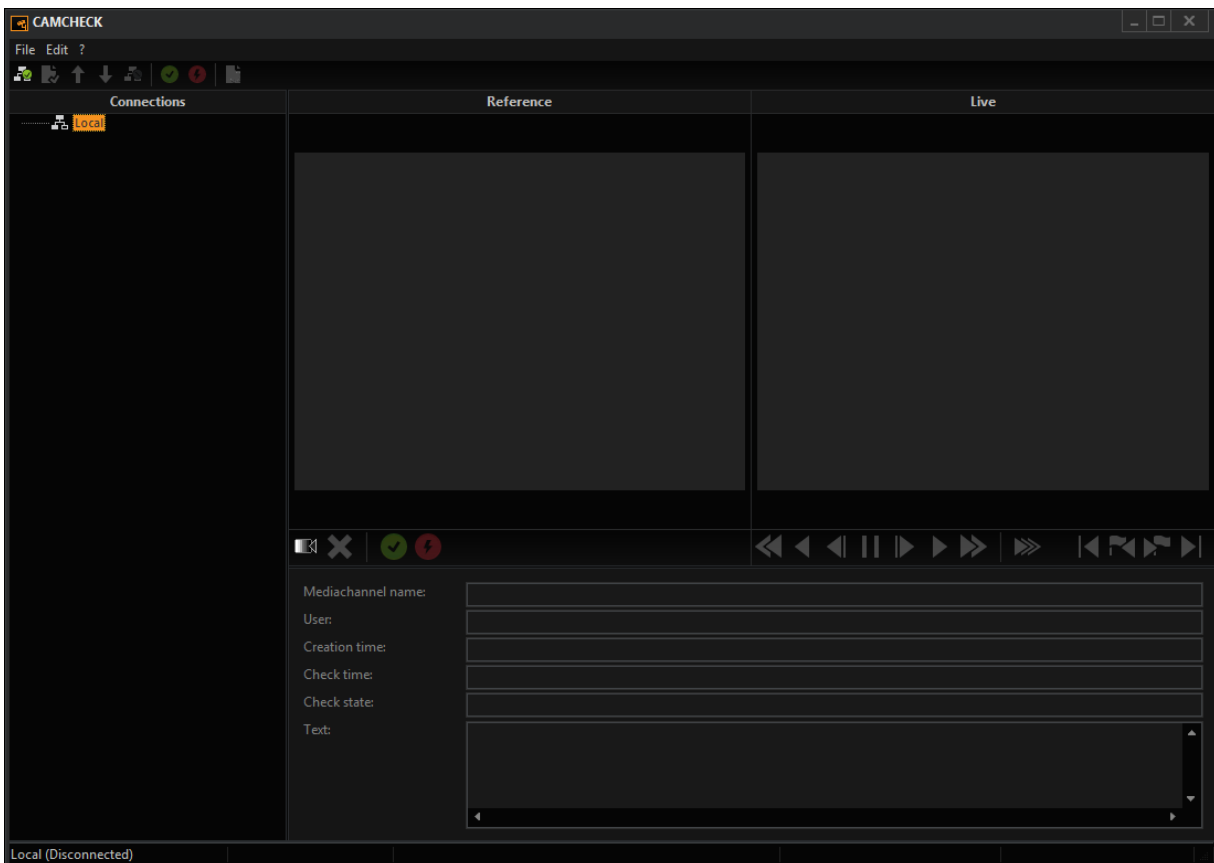 CAMCHECK
File Edit ?
Connections
Reference
Live
Local
Mediachannel name:
User:
Creation time:
Check time:
Check state:
Text:
Local (Disconnected)